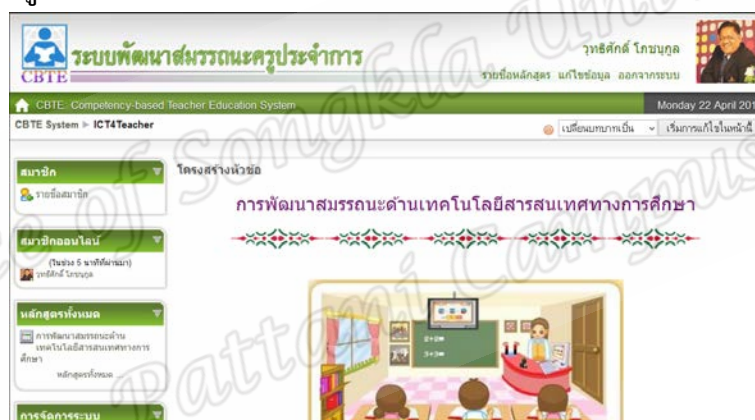 วุทธิศักดิ์ โภชนุกูล
ระบบพัฒนาสมรรถนะครูประจำการ
CBTE
รายชื่อหลักสูตร แก้ไขข้อมูล ออกจากระบบ
CBTE: Competency-based Teacher Education System
Monday 22 April 201
CBTE System ► ICT4Teacher
เปลี่ยนบทบาทเป็น
เริ่มการแก้ไขในหน้านี้
สมาชิก
โครงสร้างหัวข้อ
รายชื่อสมาชิก
การพัฒนาสมรรถนะด้านเทคโนโลยีสารสนเทศทางการศึกษา
สมาชิกออนไลน์
(ในช่วง 5 นาทีที่ผ่านมา)
วุทธิศักดิ์ โภชนุกูล
หลักสูตรทั้งหมด
การพัฒนาสมรรถนะด้าน
เทคโนโลยีสารสนเทศทางการ
ศึกษา
หลักสูตรทั้งหมด ...
การจัดการระบบ
2+2=
3+3=
of Songkla
Pattani Campus